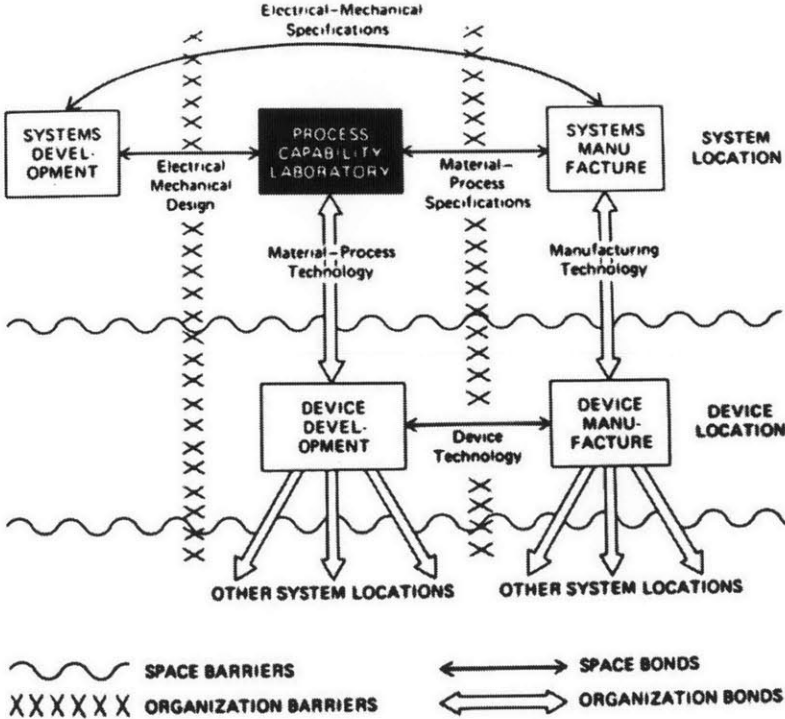 Electrical-Mechanical
Specifications
SYSTEMS
DEVEL-
OPMENT
PROCESS
CAPABILITY
LABORATORY
SYSTEMS
MANU
FACTURE
SYSTEM
LOCATION
Electrical
Mechanical
Design
Material-
Process
Specifications
Material-Process
Technology
Manufacturing
Technology
DEVICE
DEVEL-
OPMENT
DEVICE
MANU-
FACTURE
DEVICE
LOCATION
Device
Technology
OTHER SYSTEM LOCATIONS
OTHER SYSTEM LOCATIONS
SPACE BARRIERS
SPACE BONDS
XXXXXX ORGANIZATION BARRIERS
ORGANIZATION BONDS